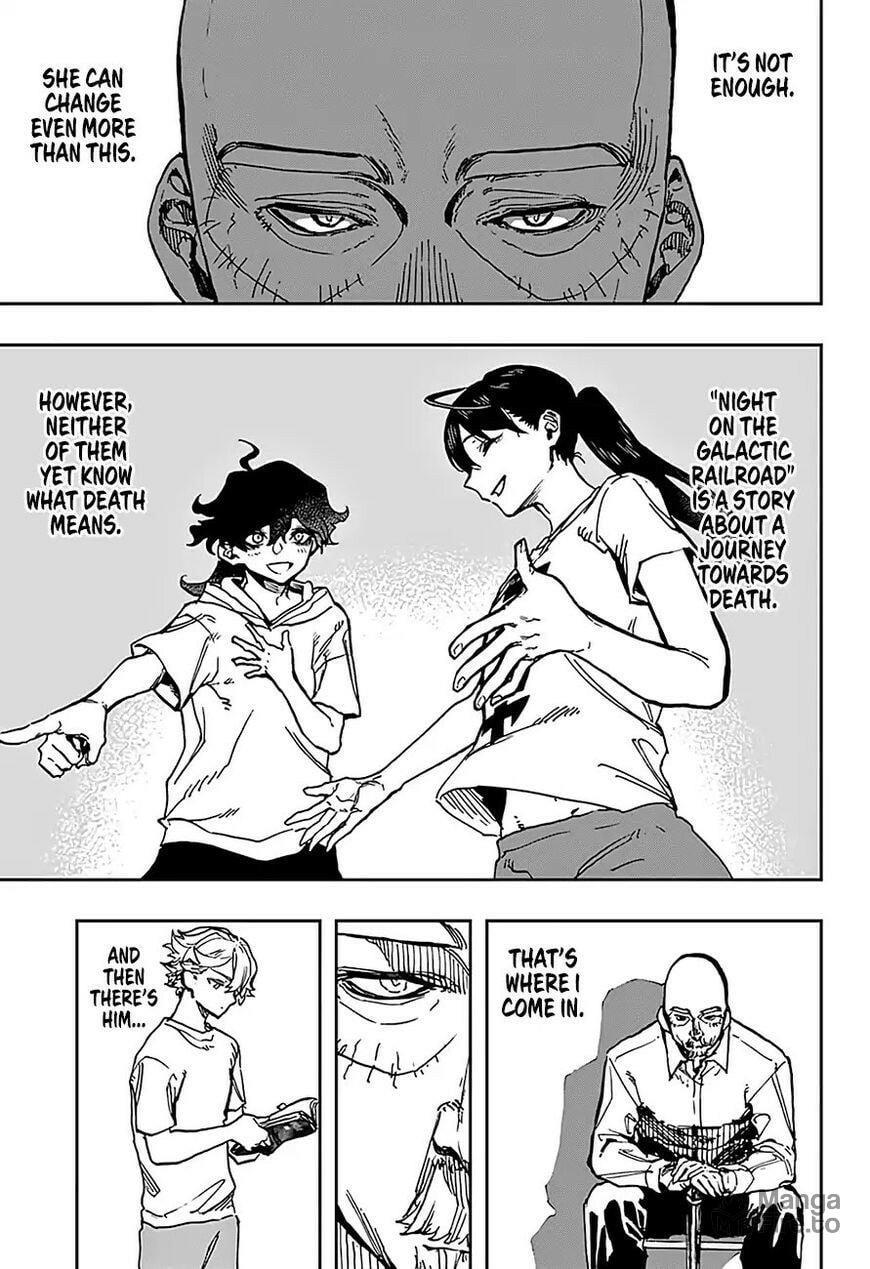 IT'S NOT
ENOUGH.
SHE CAN
CHANGE
EVEN MORE
THAN THIS.
"NIGHT
ON THE
GALACTIC
RAILROAD"
IS A STORY
ABOUT A
JOURNEY
TOWARDS
DEATH.
HOWEVER,
NEITHER
OF THEM
YET KNOW
WHAT DEATH
MEANS.
THAT'S
WHERE I
COME IN.
AND
THEN
THERE'S
HIM...
Manga